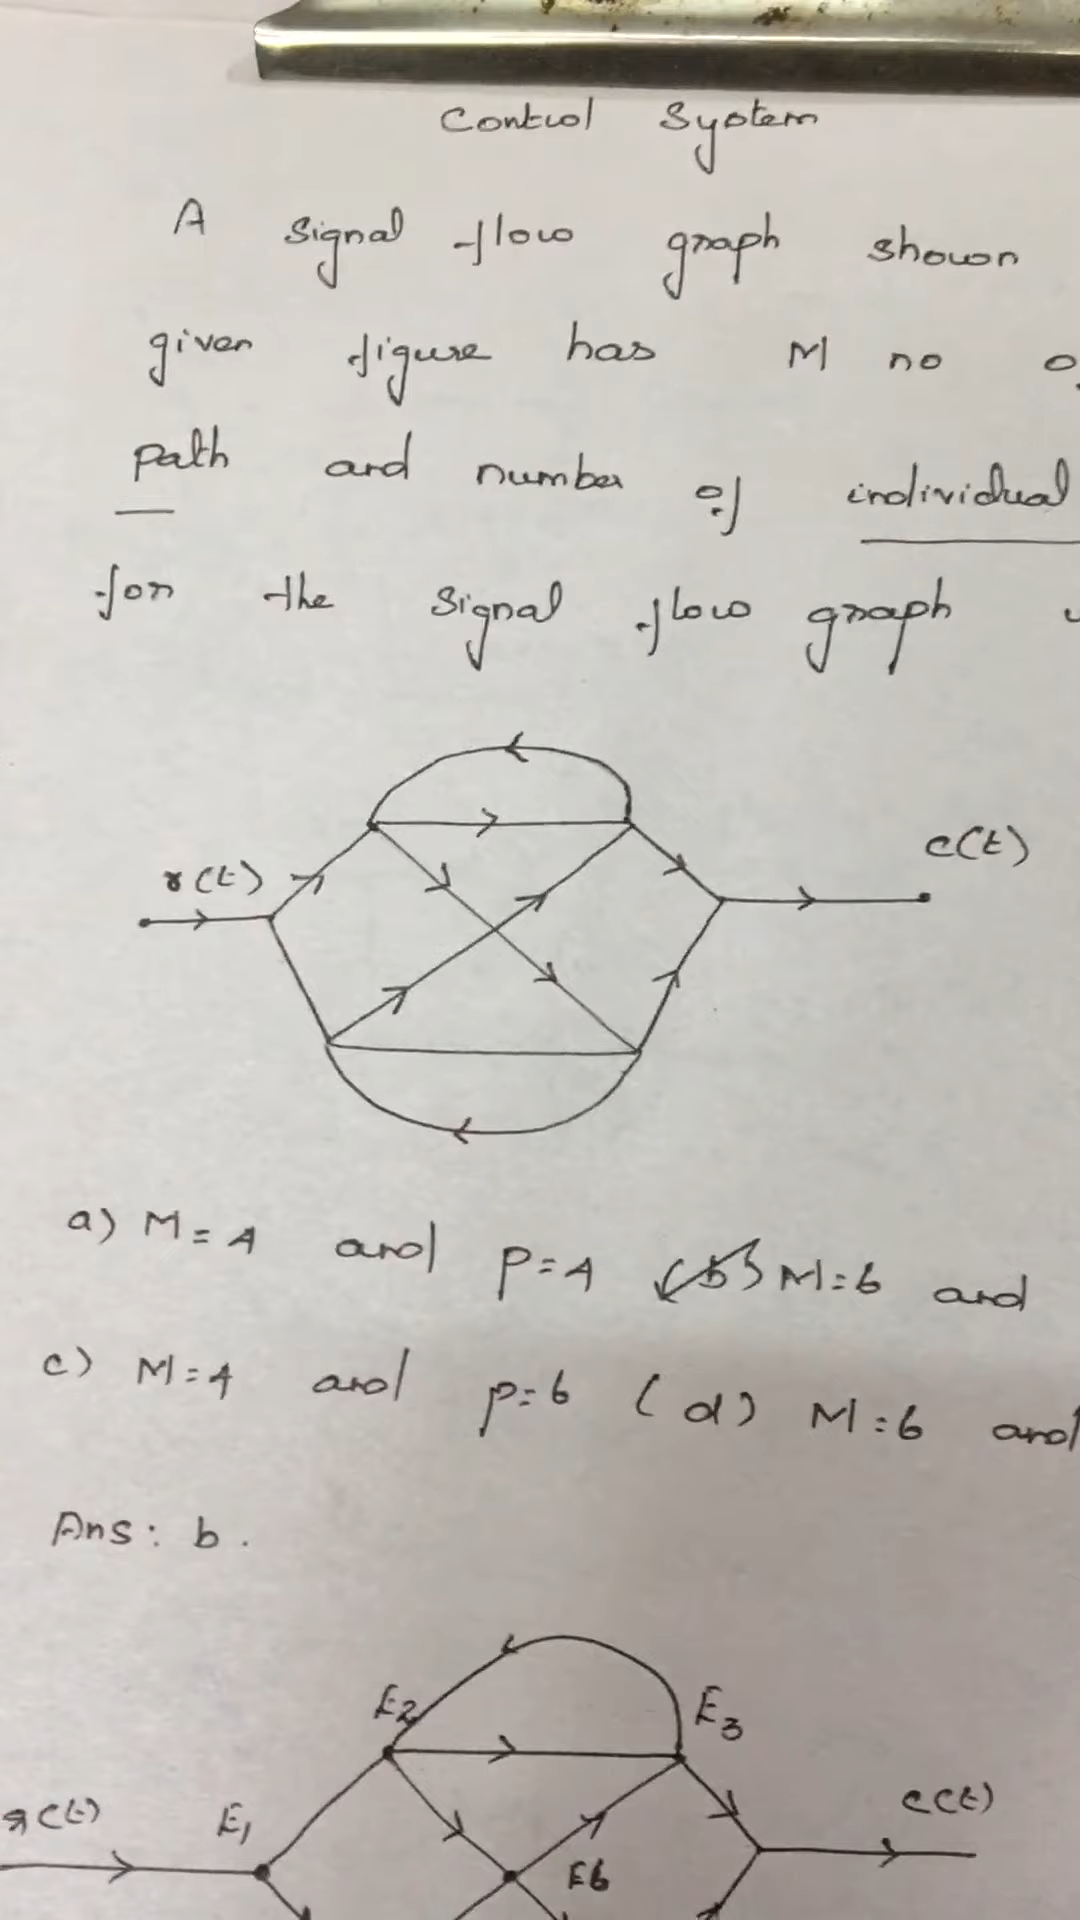 Control System
A signal flow graph shown
given figure has M no
path and number of individual
for the signal flow graph
r(t)
c(t)
a) M=4 and p=4 (b) M=6 and
c) M=4 and p=6 (d) M=6 and
Ans: b.
E2
E3
r(t)
E1
c(t)
E6